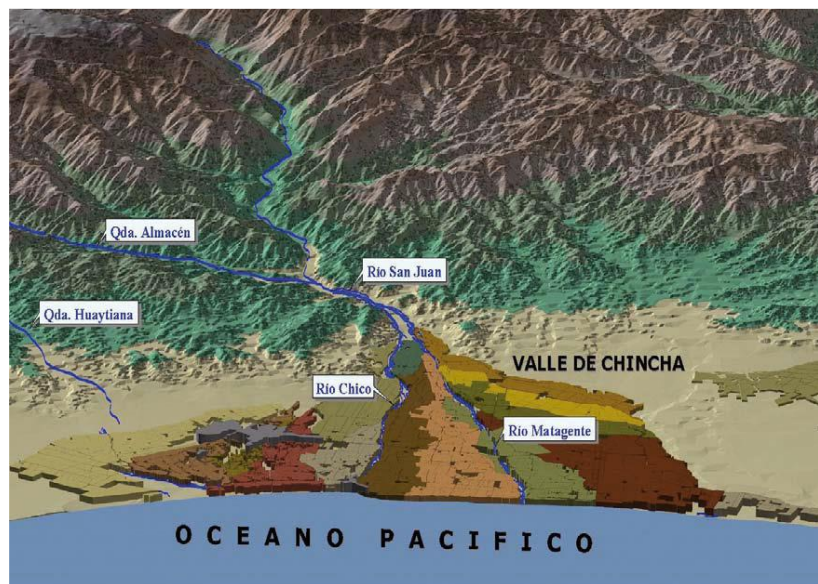 Qda. Almacén
Río San Juan
Qda. Huaytiana
VALLE DE CHINCHA
Río Chico
Río Matagente
OCEANO PACIFICO